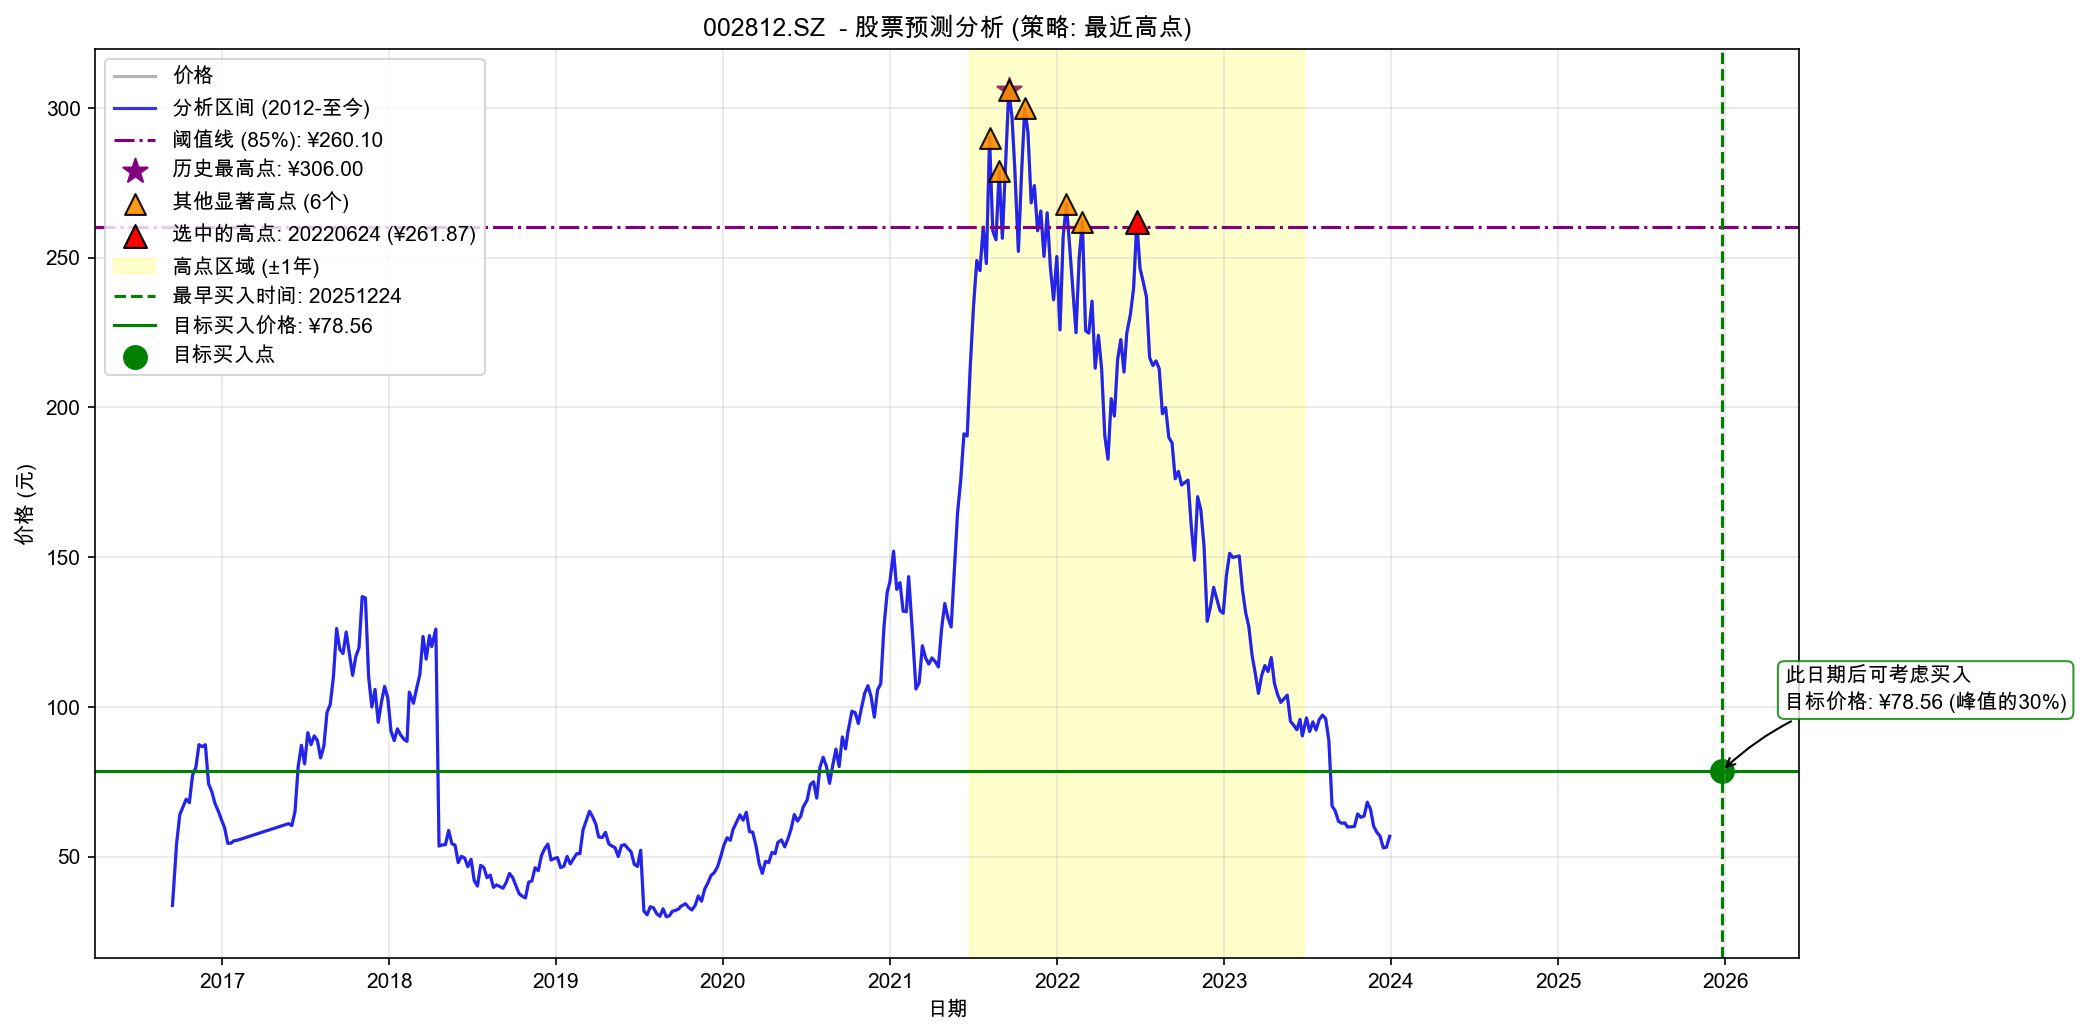 002812.SZ - 股票预测分析 (策略: 最近高点)
价格
分析区间 (2012-至今)
阈值线 (85%): ¥260.10
历史最高点: ¥306.00
其他显著高点 (6个)
选中的高点: 20220624 (¥261.87)
高点区域 (±1年)
最早买入时间: 20251224
目标买入价格: ¥78.56
目标买入点
300
250
200
150
100
50
价格 (元)
此日期后可考虑买入
目标价格: ¥78.56 (峰值的30%)
2017
2018
2019
2020
2021
2022
2023
2024
2025
2026
日期